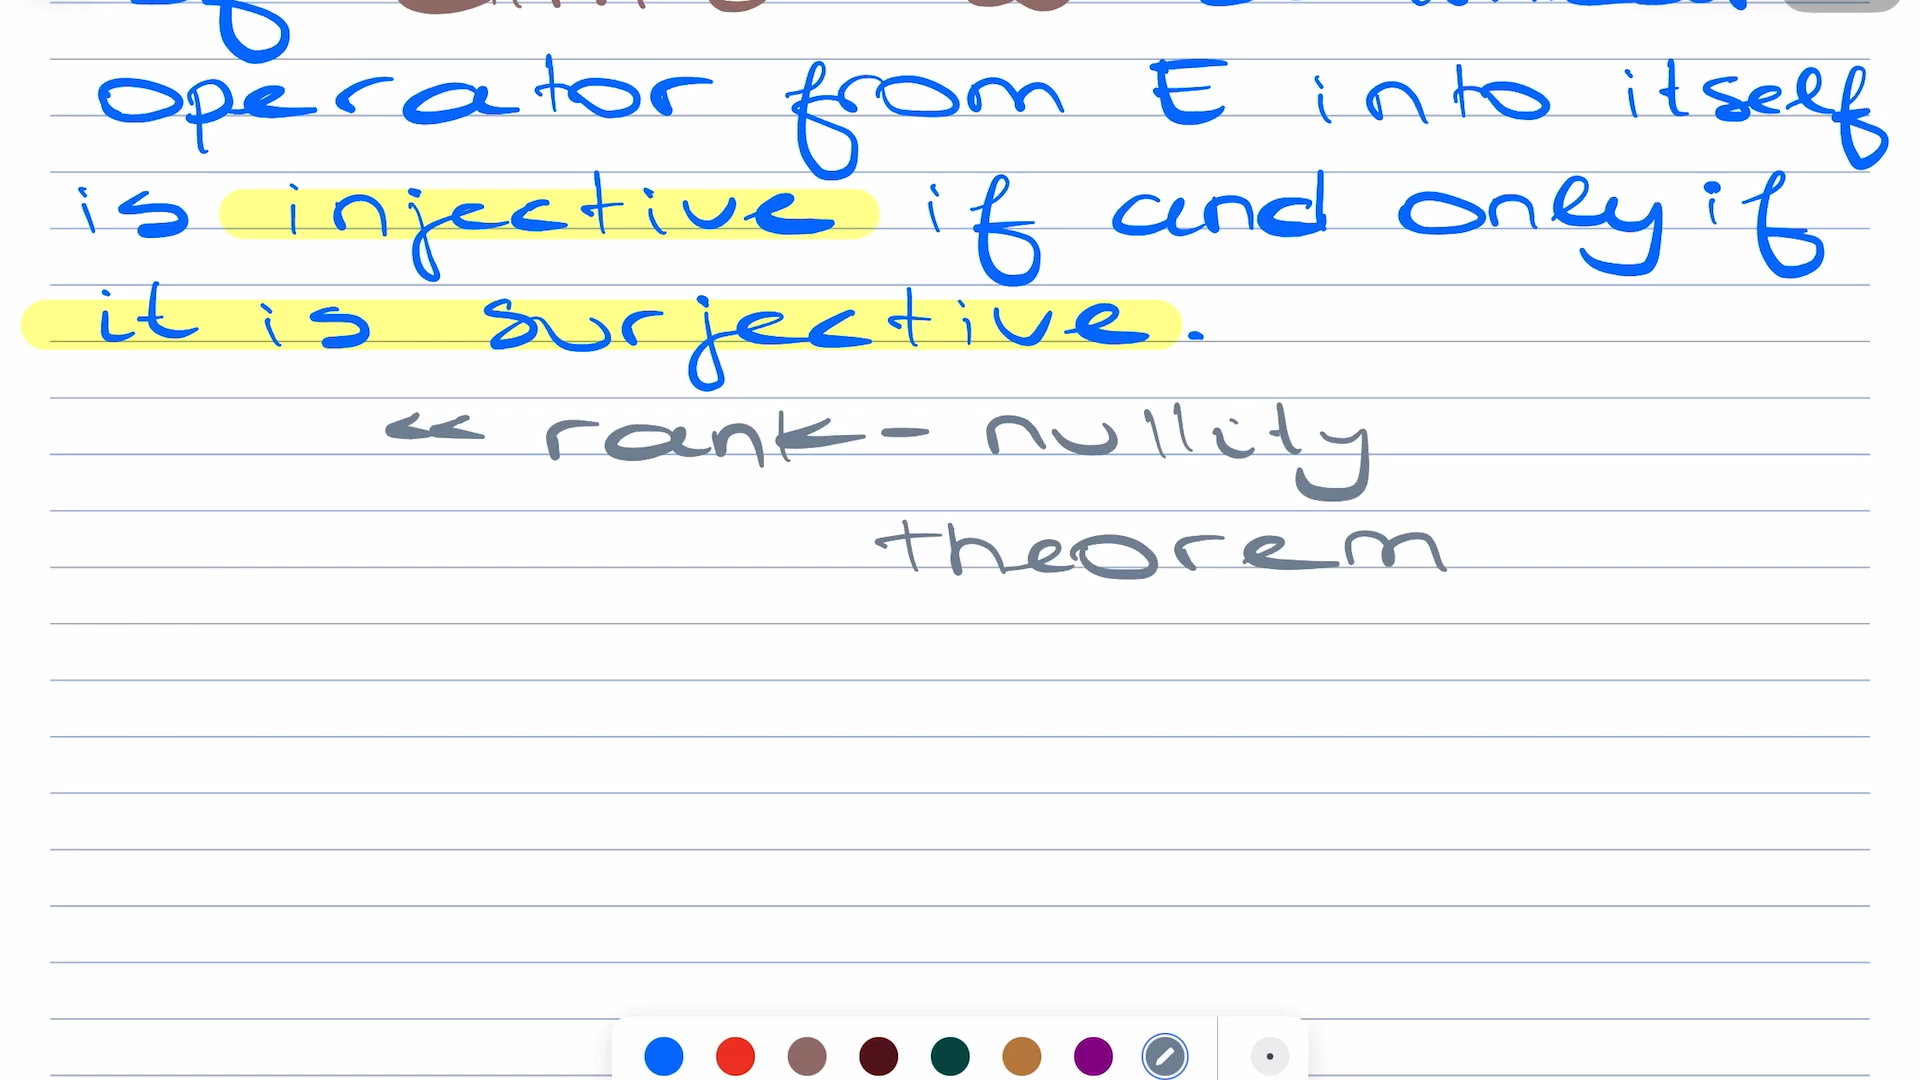 operator from E into itself
is injective if and only if
it is surjective.
« rank-nullity
theorem